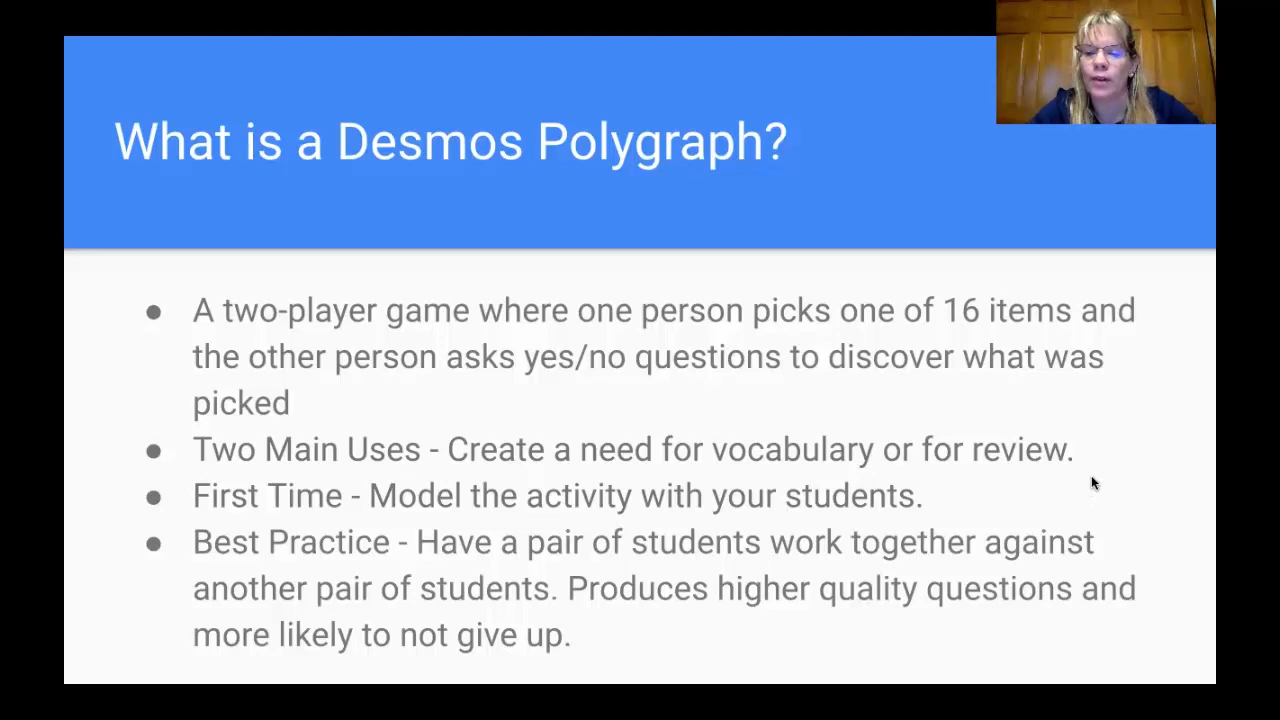 What is a Desmos Polygraph?
● A two-player game where one person picks one of 16 items and
the other person asks yes/no questions to discover what was
picked
● Two Main Uses - Create a need for vocabulary or for review.
● First Time - Model the activity with your students.
● Best Practice - Have a pair of students work together against
another pair of students. Produces higher quality questions and
more likely to not give up.